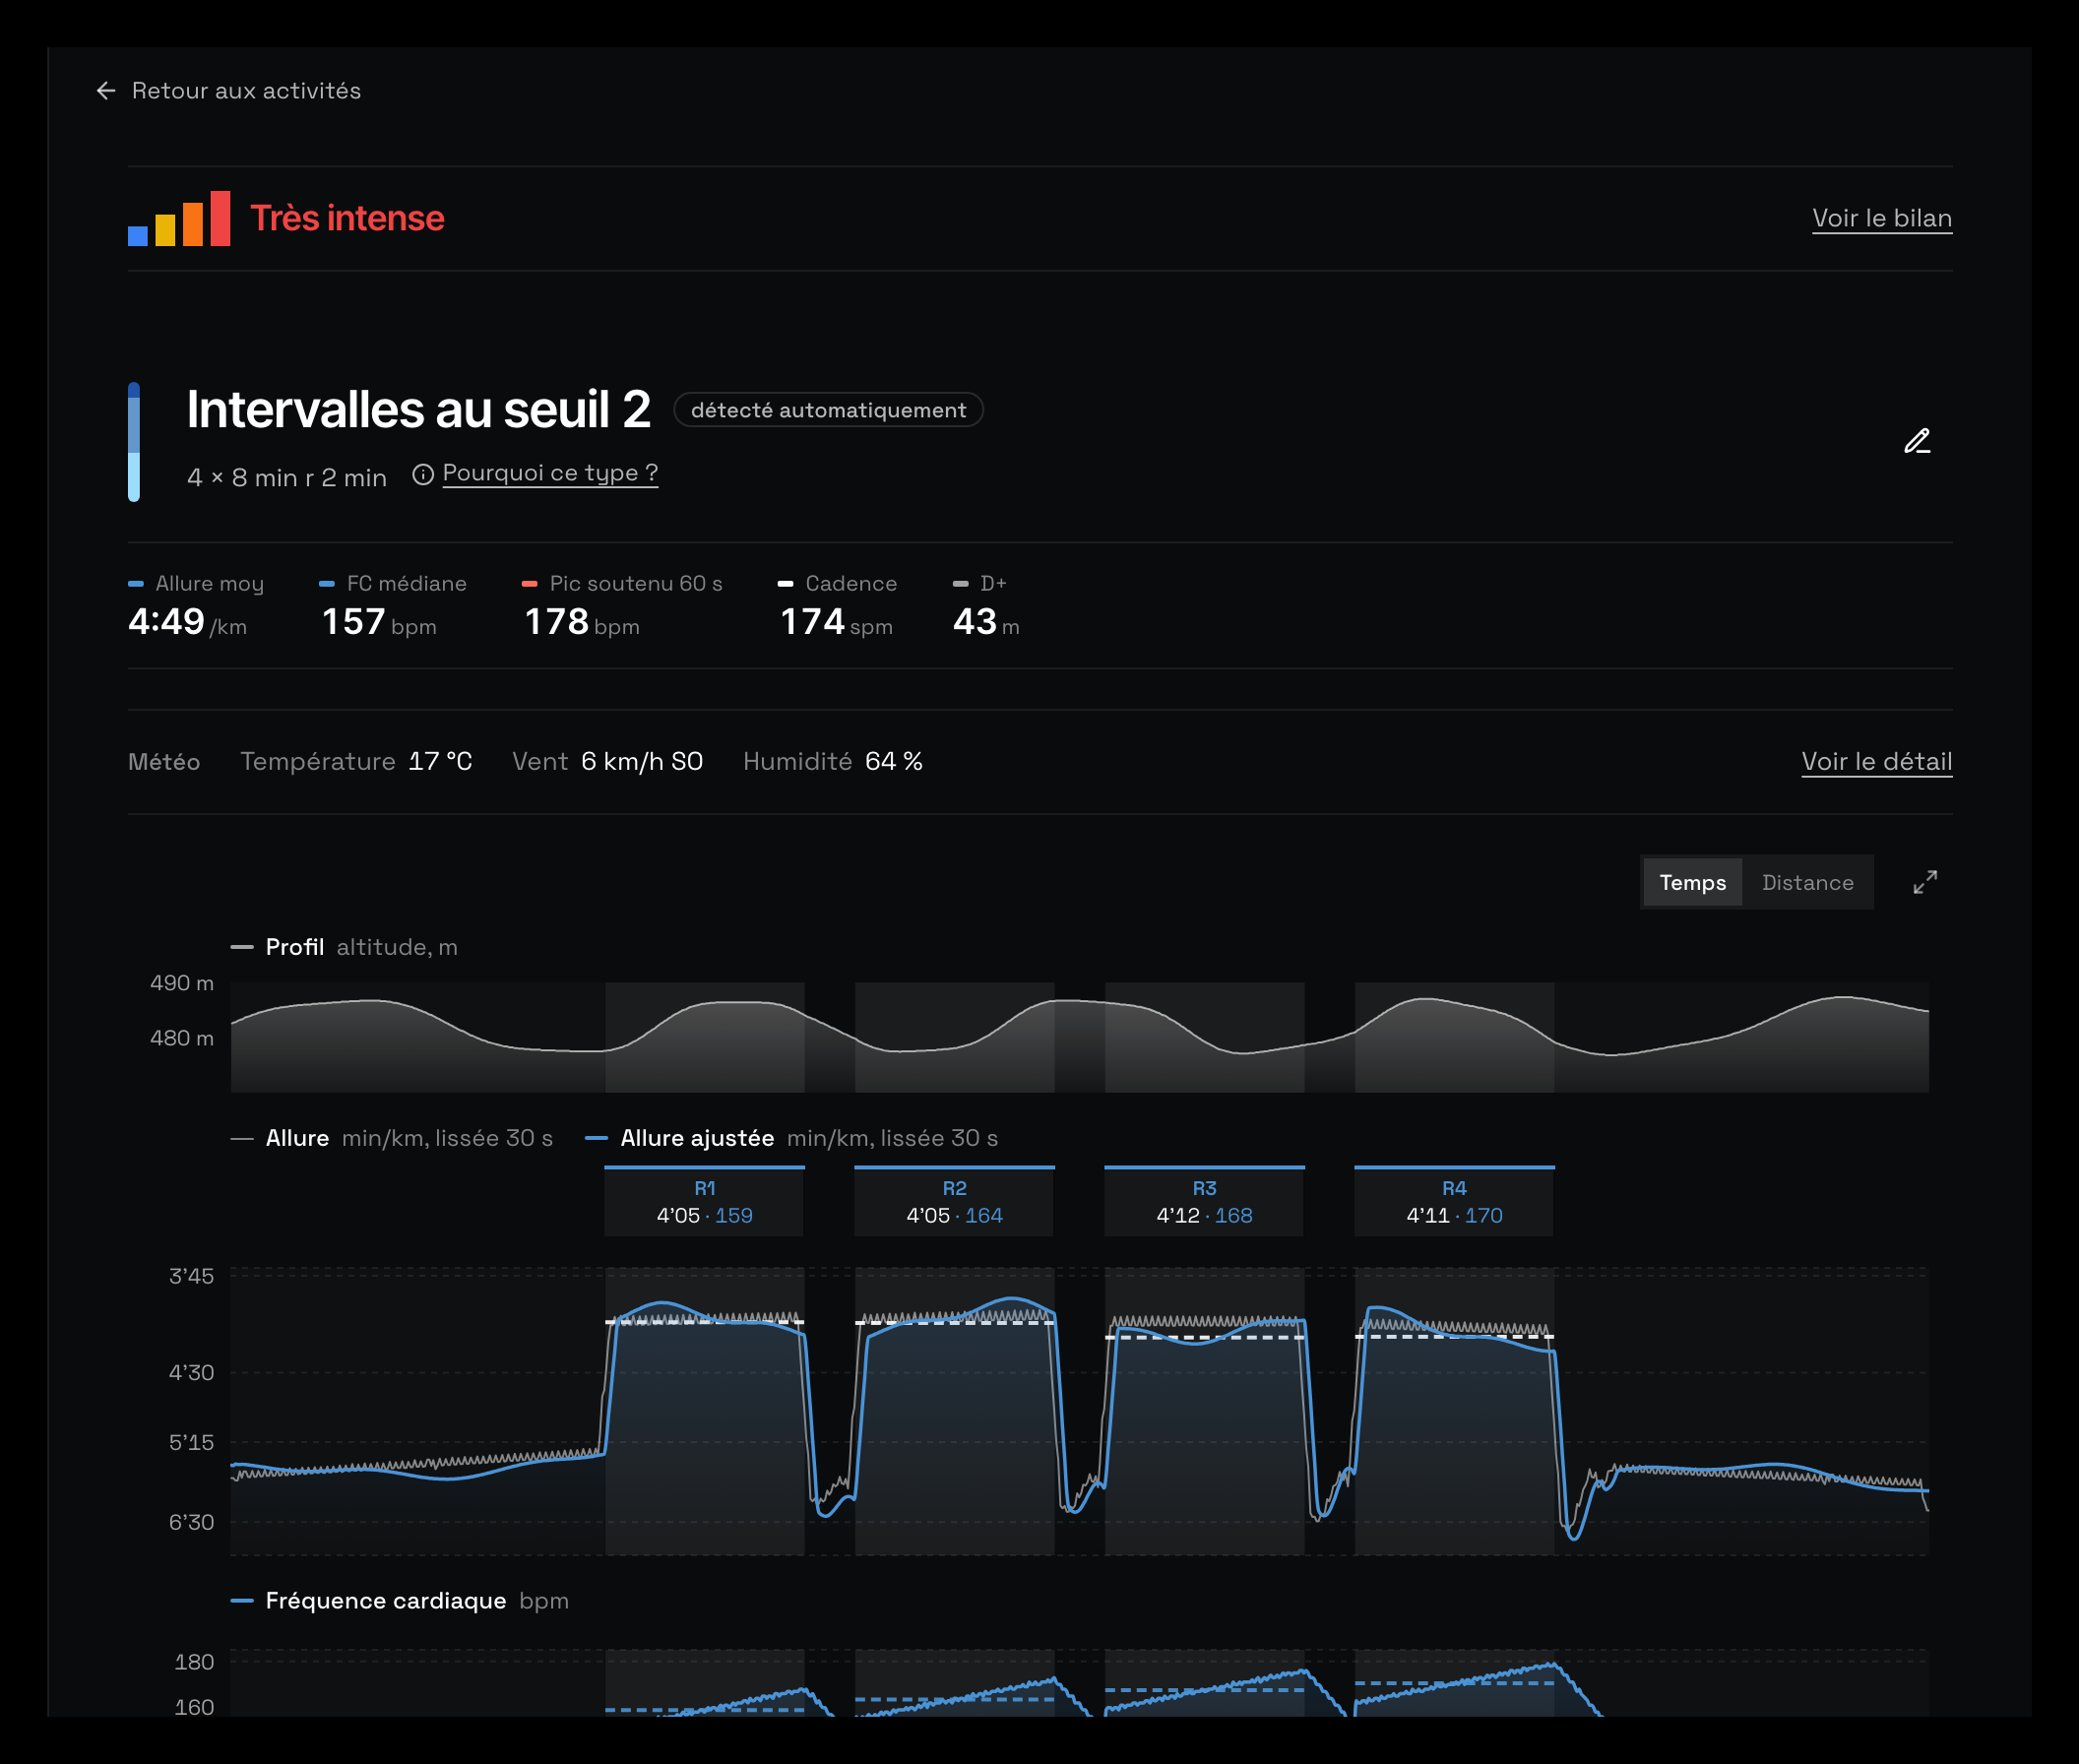 Retour aux activités
Très intense
Voir le bilan
Intervalles au seuil 2 détecté automatiquement
4 × 8 min r 2 min Pourquoi ce type ?
Allure moy FC médiane Pic soutenu 60 s Cadence D+
4:49 /km 157 bpm 178 bpm 174 spm 43 m
Météo Température 17 °C Vent 6 km/h SO Humidité 64 % Voir le détail
Temps Distance
Profil altitude, m
490 m
480 m
Allure min/km, lissée 30 s Allure ajustée min/km, lissée 30 s
R1 R2 R3 R4
4'05 · 159 4'05 · 164 4'12 · 168 4'11 · 170
3'45
4'30
5'15
6'30
Fréquence cardiaque bpm
180
160